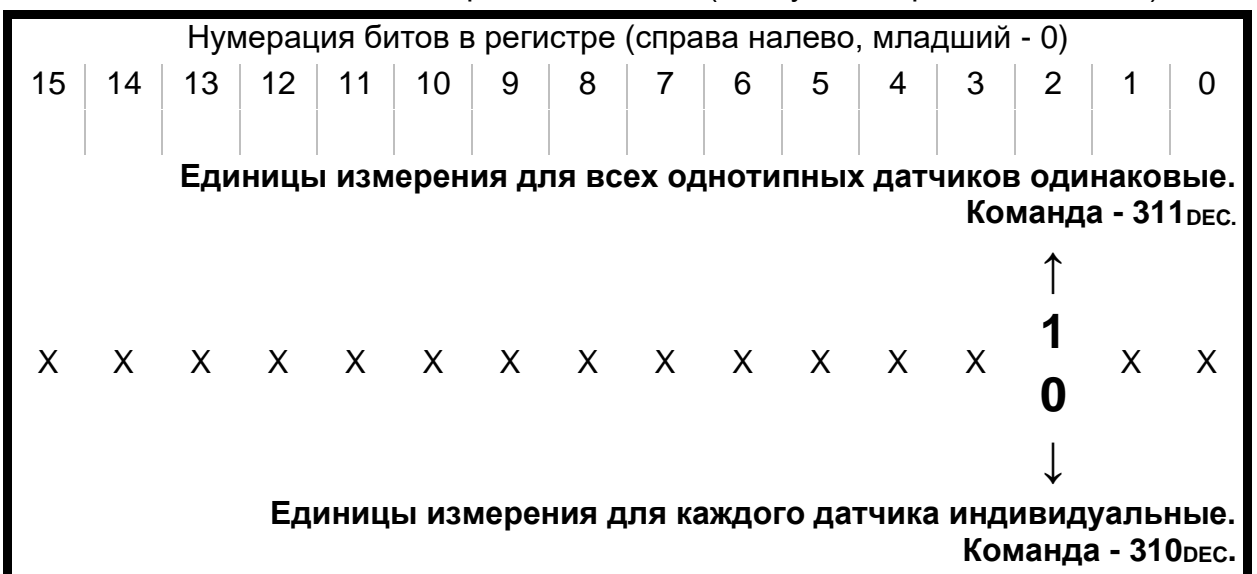 Нумерация битов в регистре (справа налево, младший - 0)
15 14 13 12 11 10 9 8 7 6 5 4 3 2 1 0
Единицы измерения для всех однотипных датчиков одинаковые.
Команда - 311DEC.
↑
1
X X X X X X X X X X X X X X X
0
↓
Единицы измерения для каждого датчика индивидуальные.
Команда - 310DEC.